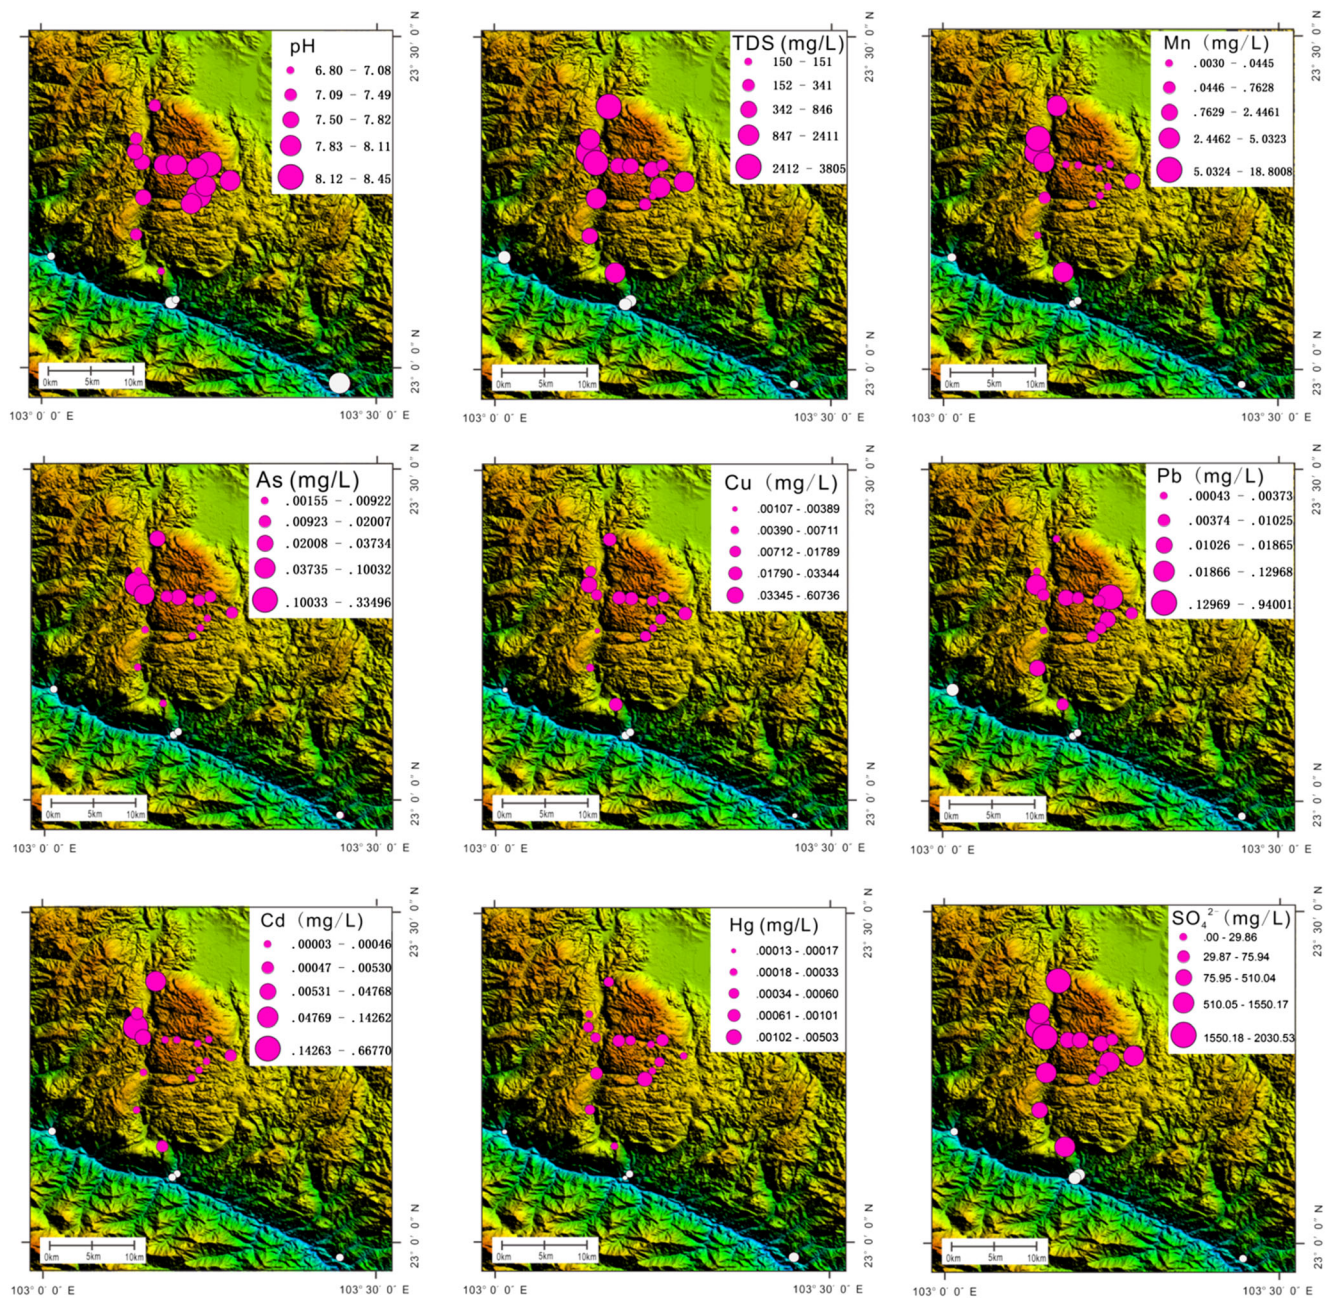 pH
6.80 - 7.08
7.09 - 7.49
7.50 - 7.82
7.83 - 8.11
8.12 - 8.45
23° 30′ 0″ N
23° 0′ 0″ N
0km 5km 10km
103° 0′ 0″ E
103° 30′ 0″ E
TDS (mg/L)
150 - 151
152 - 341
342 - 846
847 - 2411
2412 - 3805
23° 30′ 0″ N
23° 0′ 0″ N
0km 5km 10km
103° 0′ 0″ E
103° 30′ 0″ E
Mn (mg/L)
.0030 - .0445
.0446 - .7628
.7629 - 2.4461
2.4462 - 5.0323
5.0324 - 18.8008
23° 30′ 0″ N
23° 0′ 0″ N
0km 5km 10km
103° 0′ 0″ E
103° 30′ 0″ E
As (mg/L)
.00155 - .00922
.00923 - .02007
.02008 - .03734
.03735 - .10032
.10033 - .33496
23° 30′ 0″ N
23° 0′ 0″ N
0km 5km 10km
103° 0′ 0″ E
103° 30′ 0″ E
Cu (mg/L)
.00107 - .00389
.00390 - .00711
.00712 - .01789
.01790 - .03344
.03345 - .60736
23° 30′ 0″ N
23° 0′ 0″ N
0km 5km 10km
103° 0′ 0″ E
103° 30′ 0″ E
Pb (mg/L)
.00043 - .00373
.00374 - .01025
.01026 - .01865
.01866 - .12968
.12969 - .94001
23° 30′ 0″ N
23° 0′ 0″ N
0km 5km 10km
103° 0′ 0″ E
103° 30′ 0″ E
Cd (mg/L)
.00003 - .00046
.00047 - .00530
.00531 - .04768
.04769 - .14262
.14263 - .66770
23° 30′ 0″ N
23° 0′ 0″ N
0km 5km 10km
103° 0′ 0″ E
103° 30′ 0″ E
Hg (mg/L)
.00013 - .00017
.00018 - .00033
.00034 - .00060
.00061 - .00101
.00102 - .00503
23° 30′ 0″ N
23° 0′ 0″ N
0km 5km 10km
103° 0′ 0″ E
103° 30′ 0″ E
SO₄²⁻ (mg/L)
.00 - 29.86
29.87 - 75.94
75.95 - 510.04
510.05 - 1550.17
1550.18 - 2030.53
23° 30′ 0″ N
23° 0′ 0″ N
0km 5km 10km
103° 0′ 0″ E
103° 30′ 0″ E